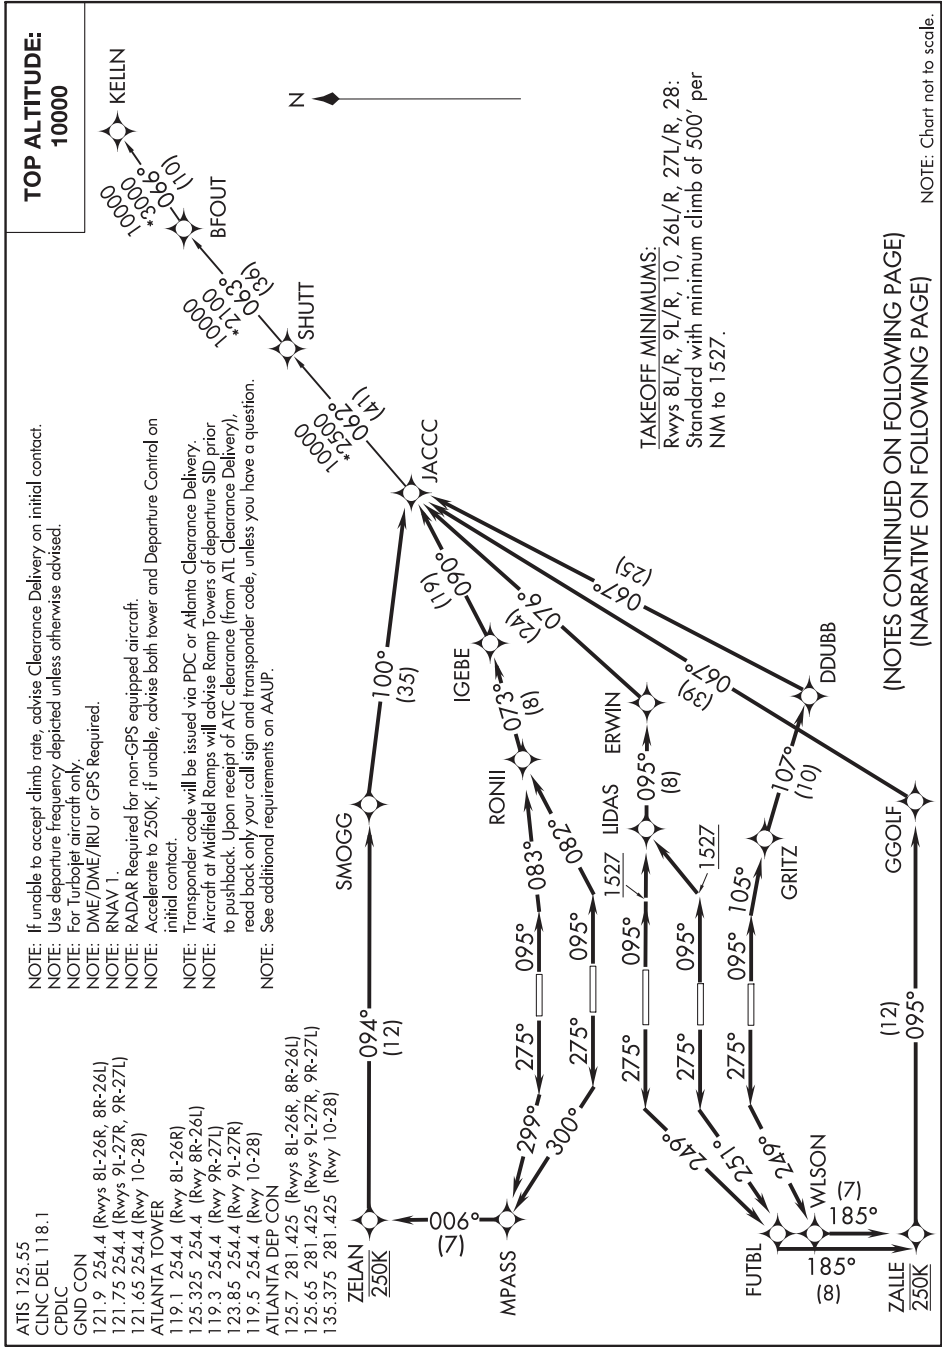 ATIS 125.55
CLNC DEL 118.1
CPDLC
GND CON
121.9 254.4 (Rwys 8L-26R, 8R-26L)
121.75 254.4 (Rwys 9L-27R, 9R-27L)
121.65 254.4 (Rwy 10-28)
ATLANTA TOWER
119.1 254.4 (Rwy 8L-26R)
125.325 254.4 (Rwy 8R-26L)
119.3 254.4 (Rwy 9R-27L)
123.85 254.4 (Rwy 9L-27R)
119.5 254.4 (Rwy 10-28)
ATLANTA DEP CON
125.7 281.425 (Rwys 8L-26R, 8R-26L)
125.65 281.425 (Rwys 9L-27R, 9R-27L)
135.375 281.425 (Rwy 10-28)
NOTE: If unable to accept climb rate, advise Clearance Delivery on initial contact.
NOTE: Use departure frequency depicted unless otherwise advised.
NOTE: For Turbojet aircraft only.
NOTE: DME/DME/IRU or GPS Required.
NOTE: RNAV 1.
NOTE: RADAR Required for non-GPS equipped aircraft.
NOTE: Accelerate to 250K, if unable, advise both tower and Departure Control on
initial contact.
NOTE: Transponder code will be issued via PDC or Atlanta Clearance Delivery.
NOTE: Aircraft at Midfield Ramps will advise Ramp Towers of departure SID prior
to pushback. Upon receipt of ATC clearance (from ATL Clearance Delivery),
read back only your call sign and transponder code, unless you have a question.
NOTE: See additional requirements on AAUP.
TOP ALTITUDE:
10000
N
KELLN
10000
*3000
066°
(10)
BFOUT
10000
*2100
063°
(36)
SHUTT
10000
*2500
062°
(41)
JACCC
ZELAN
250K
094°
(12)
SMOGG
100°
(35)
006°
(7)
MPASS
299°
275°
095°
083°
RONII
073°
(8)
IGEBE
090°
(19)
300°
275°
095°
082°
249°
275°
095°
1527
LIDAS
095°
(8)
ERWIN
076°
(24)
251°
275°
095°
1527
249°
275°
095°
105°
GRITZ
107°
(10)
DDUBB
067°
(25)
FUTBL
WLSON
(7)
185°
185°
(8)
ZALLE
250K
(12)
095°
GGOLF
067°
(39)
TAKEOFF MINIMUMS:
Rwys 8L/R, 9L/R, 10, 26L/R, 27L/R, 28:
Standard with minimum climb of 500' per
NM to 1527.
(NOTES CONTINUED ON FOLLOWING PAGE)
(NARRATIVE ON FOLLOWING PAGE)
NOTE: Chart not to scale.